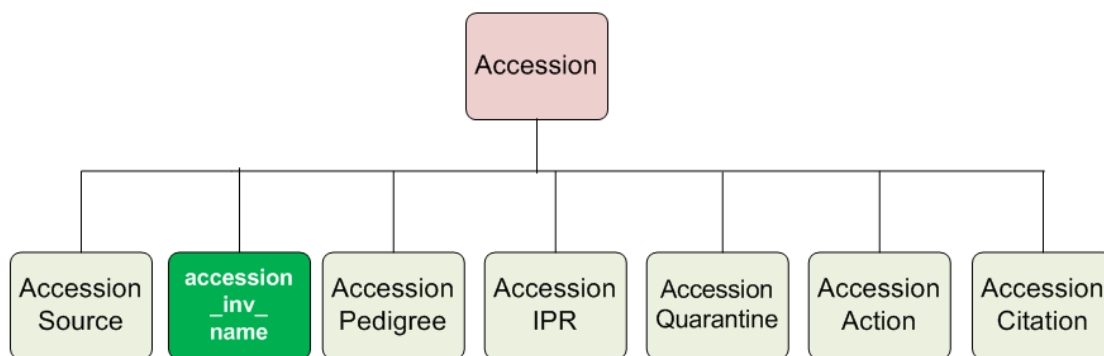 Accession
Accession
Source
accession
_inv_
name
Accession
Pedigree
Accession
IPR
Accession
Quarantine
Accession
Action
Accession
Citation